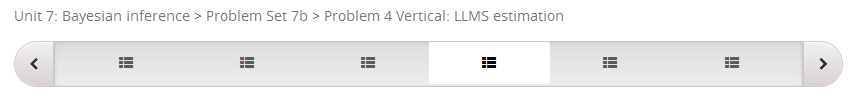 Unit 7: Bayesian inference > Problem Set 7b > Problem 4 Vertical: LLMS estimation